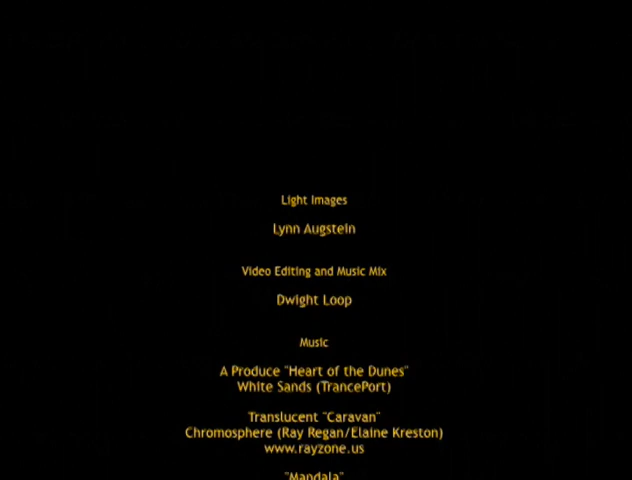 Light Images
Lynn Augstein
Video Editing and Music Mix
Dwight Loop
Music
A Produce "Heart of the Dunes"
White Sands (TrancePort)
Translucent "Caravan"
Chromosphere (Ray Regan/Elaine Kreston)
www.rayzone.us
"Mandala"